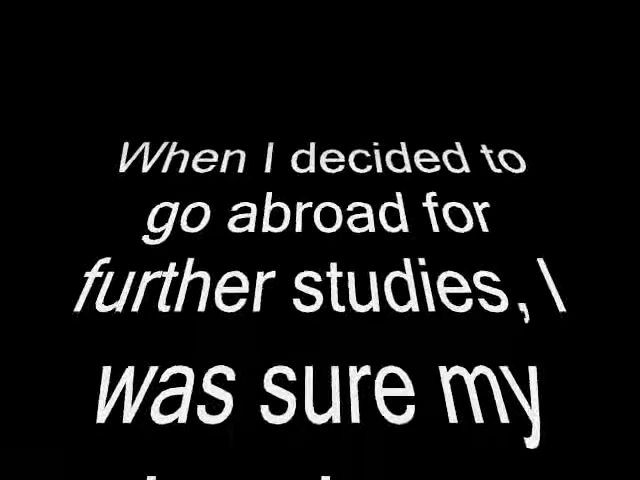 When I decided to
go abroad for
further studies, I
was sure my